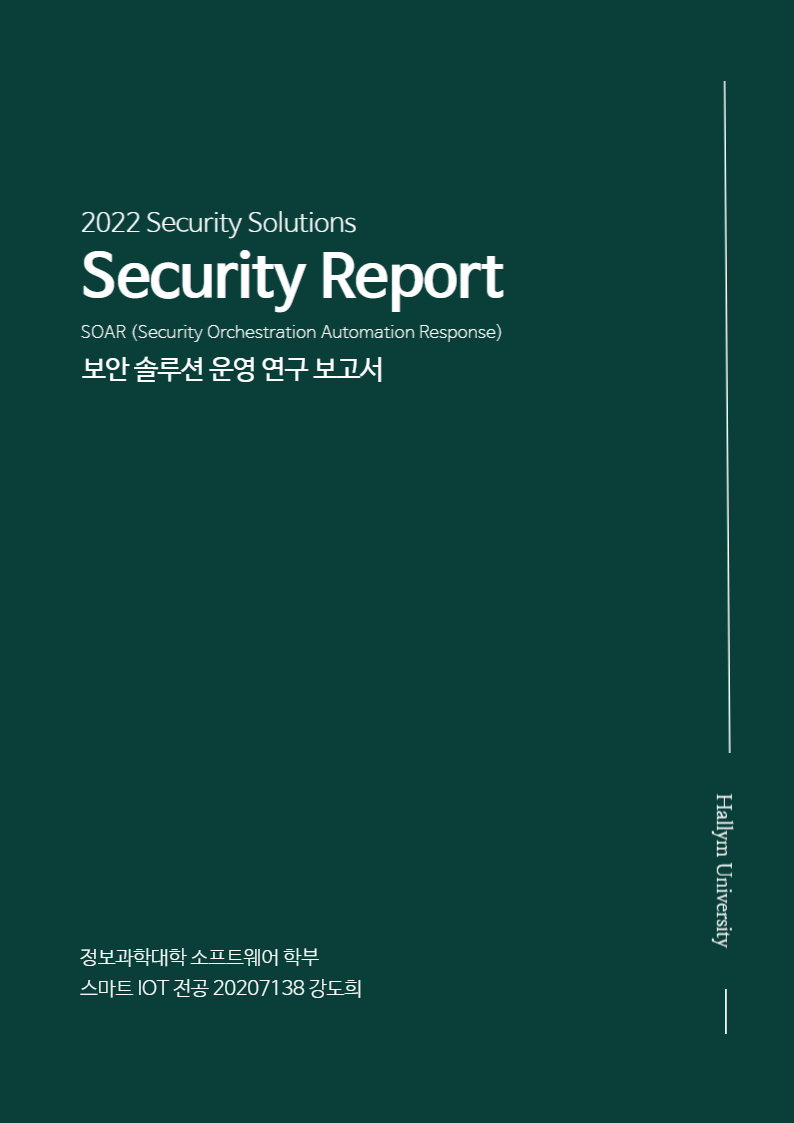 2022 Security Solutions
Security Report
SOAR (Security Orchestration Automation Response)
보안 솔루션 운영 연구 보고서
Hallym University
정보과학대학 소프트웨어 학부
스마트 IOT 전공 20207138 강도희